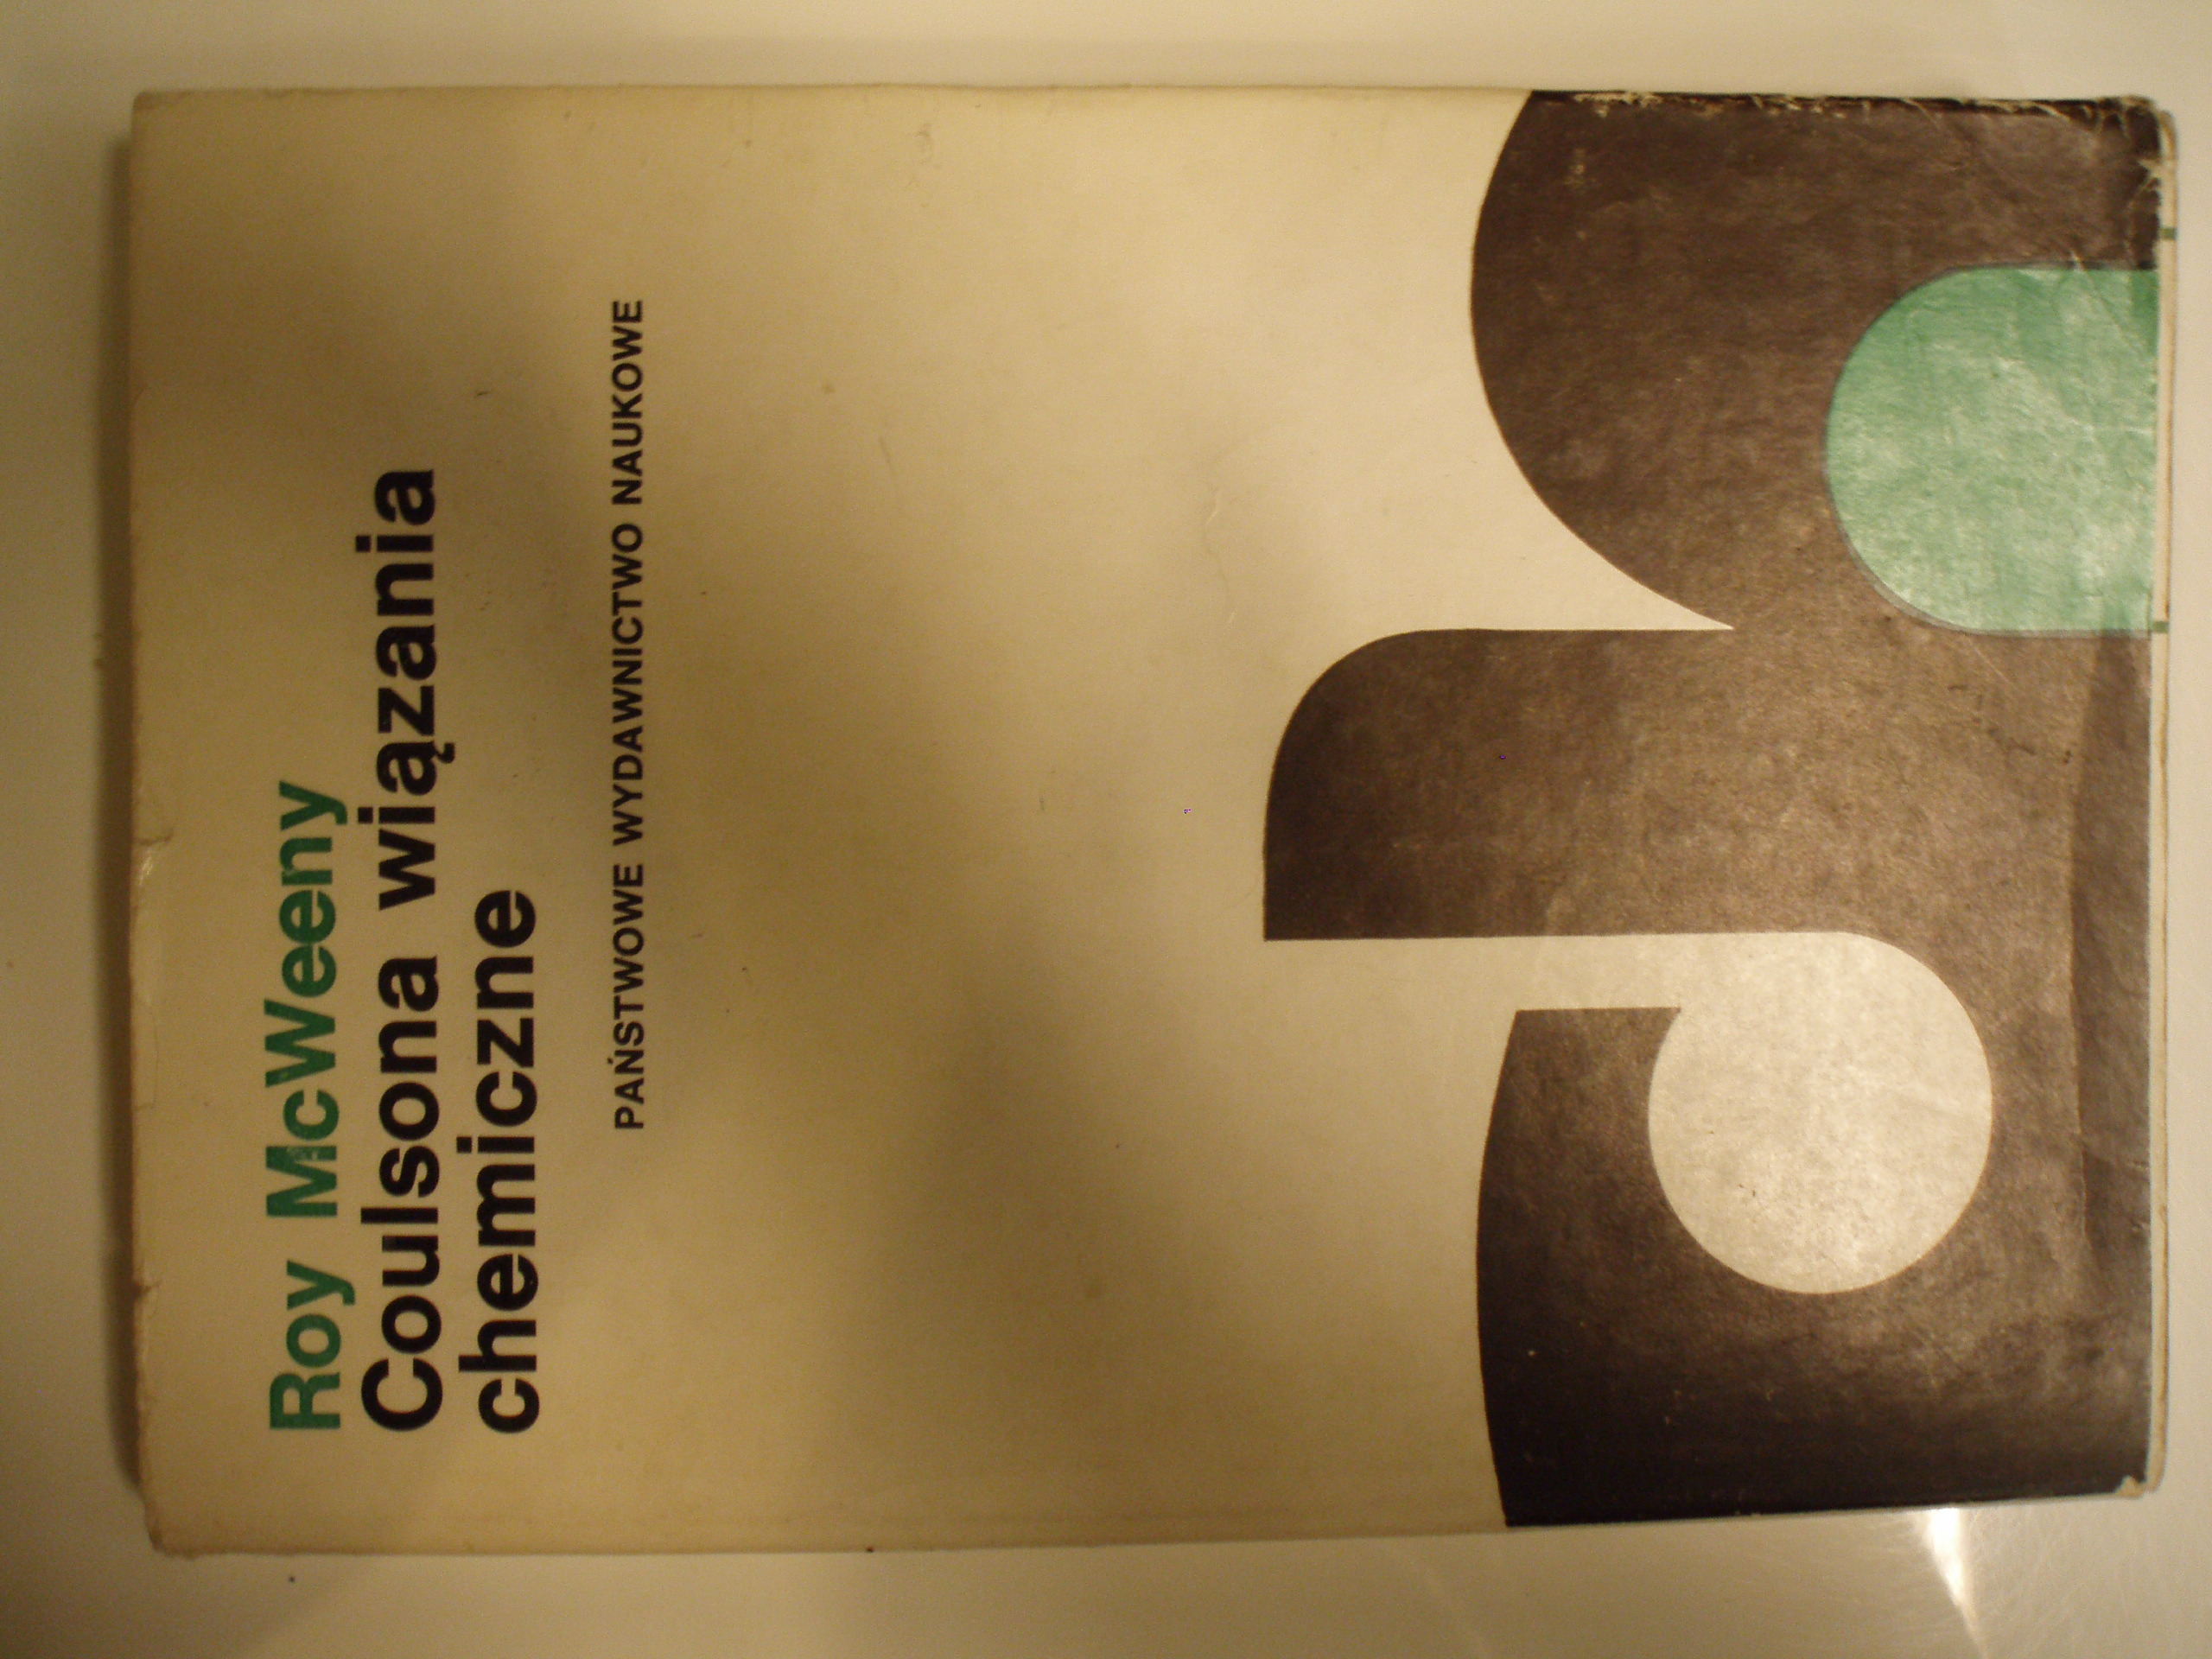 Roy McWeeny
Coulsona wiązania
chemiczne
PAŃSTWOWE WYDAWNICTWO NAUKOWE